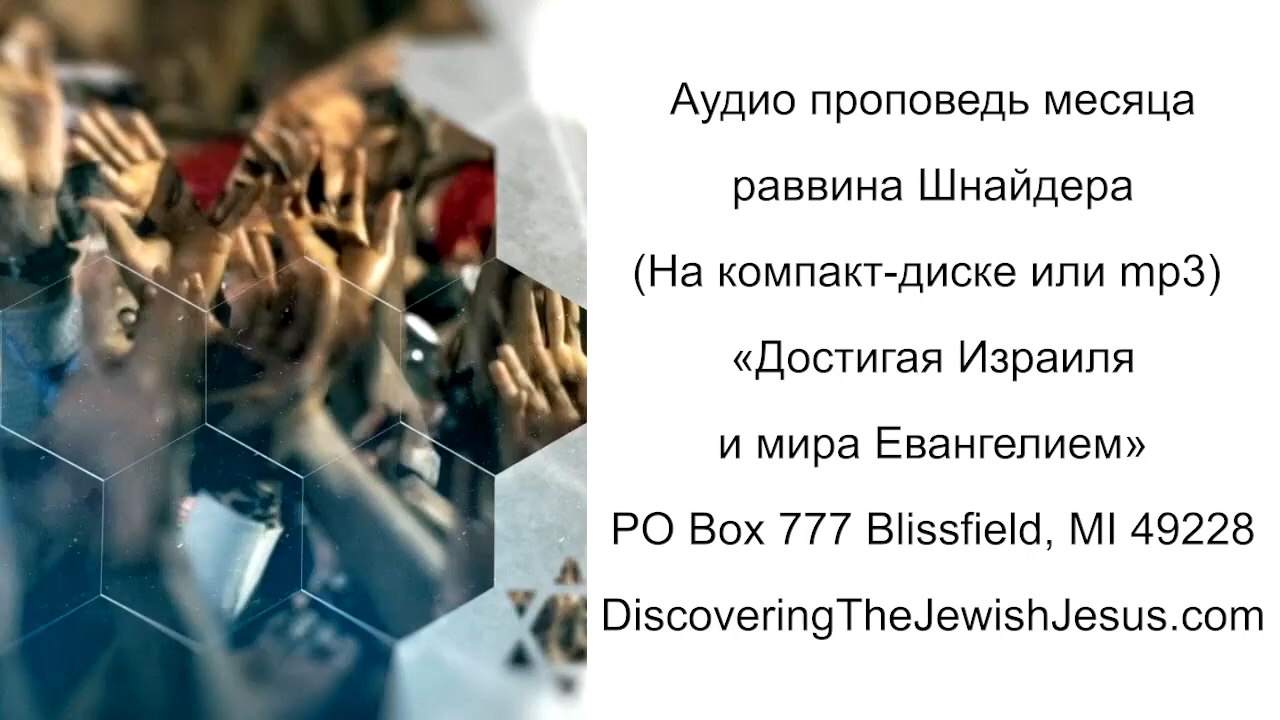 Аудио проповедь месяца
раввина Шнайдера
(На компакт-диске или mp3)
«Достигая Израиля
и мира Евангелием»
PO Box 777 Blissfield, MI 49228
DiscoveringTheJewishJesus.com